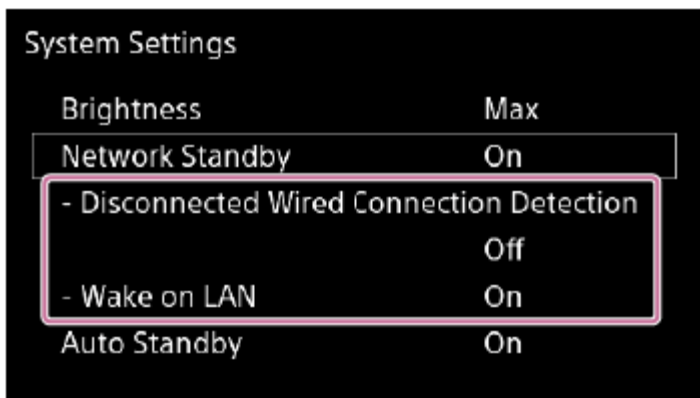 System Settings
Brightness Max
Network Standby On
- Disconnected Wired Connection Detection
Off
- Wake on LAN On
Auto Standby On